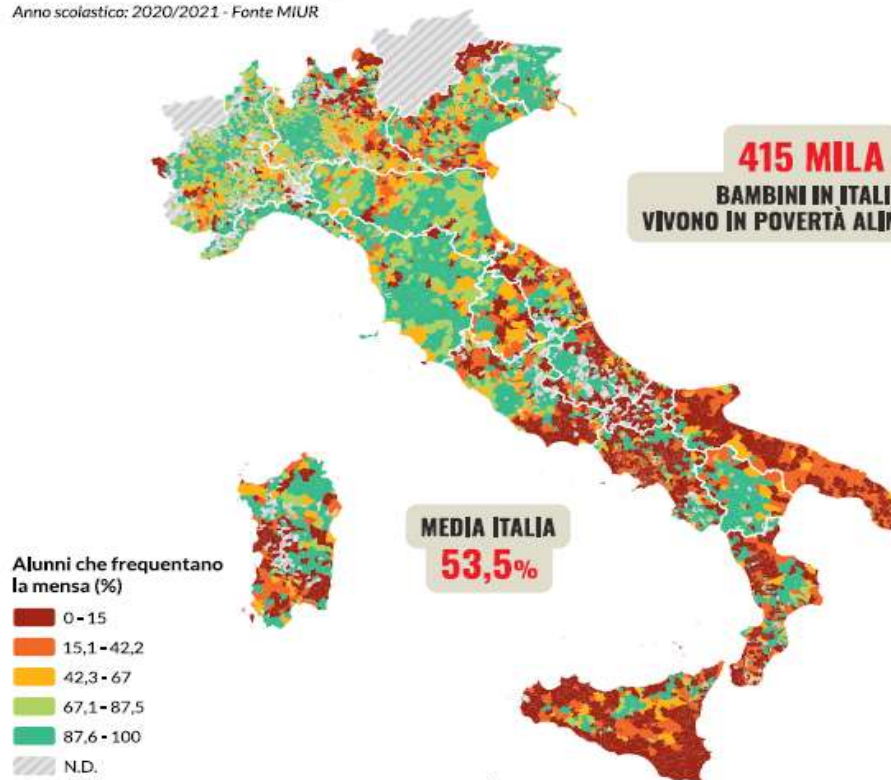 Anno scolastico: 2020/2021 - Fonte MIUR
415 MILA
BAMBINI IN ITALI
VIVONO IN POVERTÀ ALI
MEDIA ITALIA
53,5%
Alunni che frequentano
la mensa (%)
0 - 15
15,1 - 42,2
42,3 - 67
67,1 - 87,5
87,6 - 100
N.D.